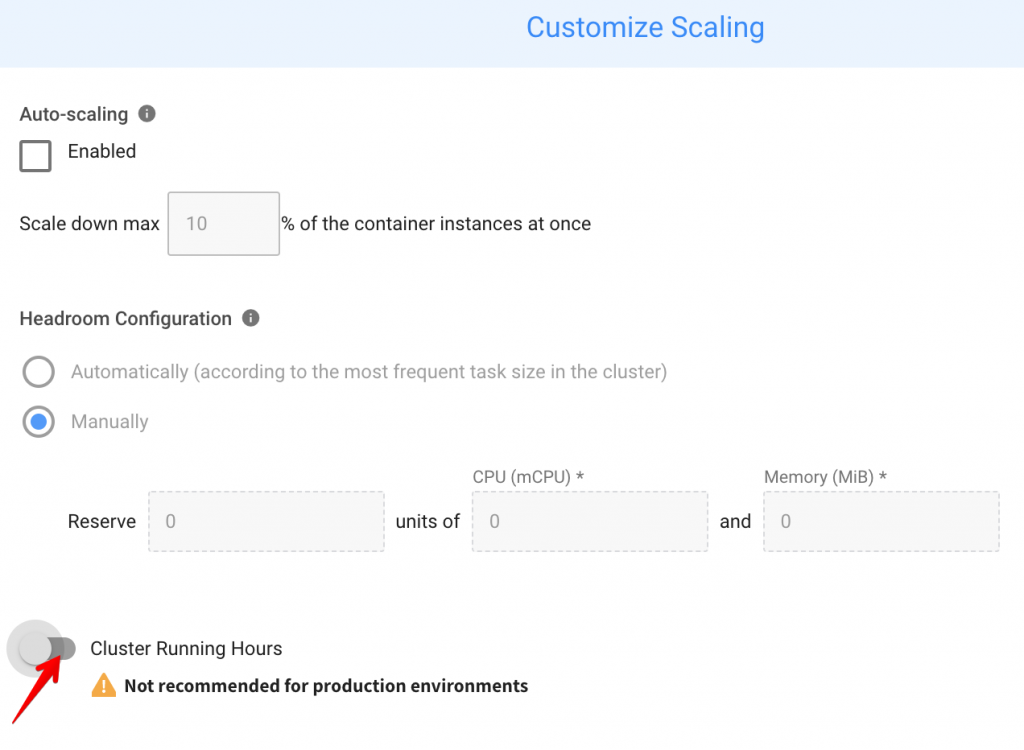 Customize Scaling
Auto-scaling
Enabled
Scale down max 10 % of the container instances at once
Headroom Configuration
Automatically (according to the most frequent task size in the cluster)
Manually
CPU (mCPU) * Memory (MiB) *
Reserve 0 units of 0 and 0
Cluster Running Hours
Not recommended for production environments